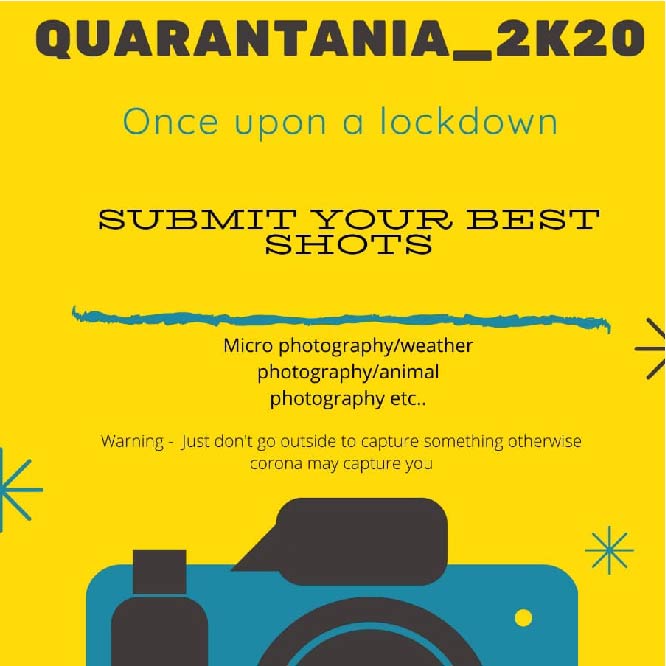 QUARANTANIA_2K20
Once upon a lockdown
SUBMIT YOUR BEST
SHOTS
Micro photography/weather
photography/animal
photography etc..
Warning - Just don't go outside to capture something otherwise
corona may capture you